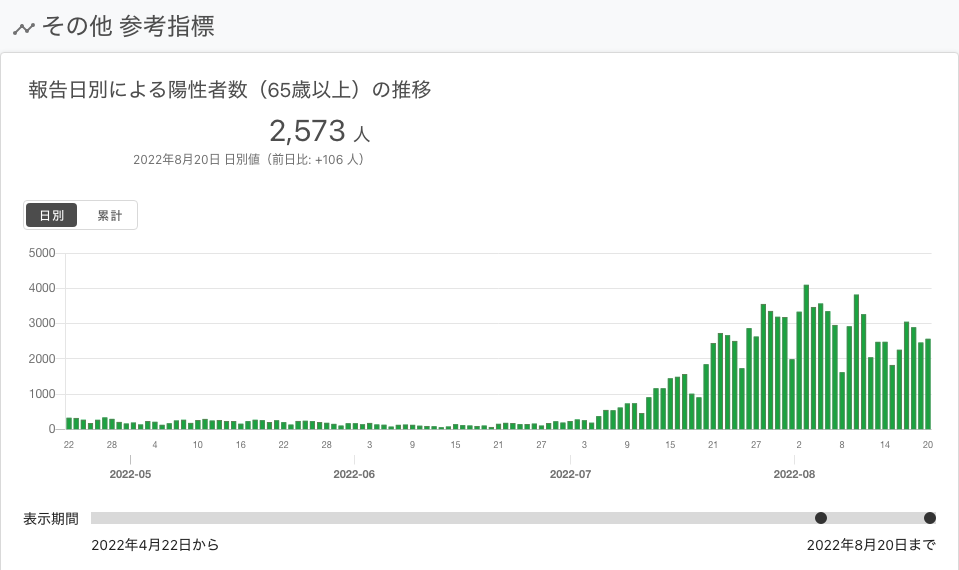 その他 参考指標
報告日別による陽性者数（65歳以上）の推移
2,573 人
2022年8月20日 日別値（前日比: +106 人）
日別 累計
5000
4000
3000
2000
1000
0
22 28 4 10 16 22 28 3 9 15 21 27 3 9 15 21 27 2 8 14 20
2022-05 2022-06 2022-07 2022-08
表示期間
2022年4月22日から 2022年8月20日まで